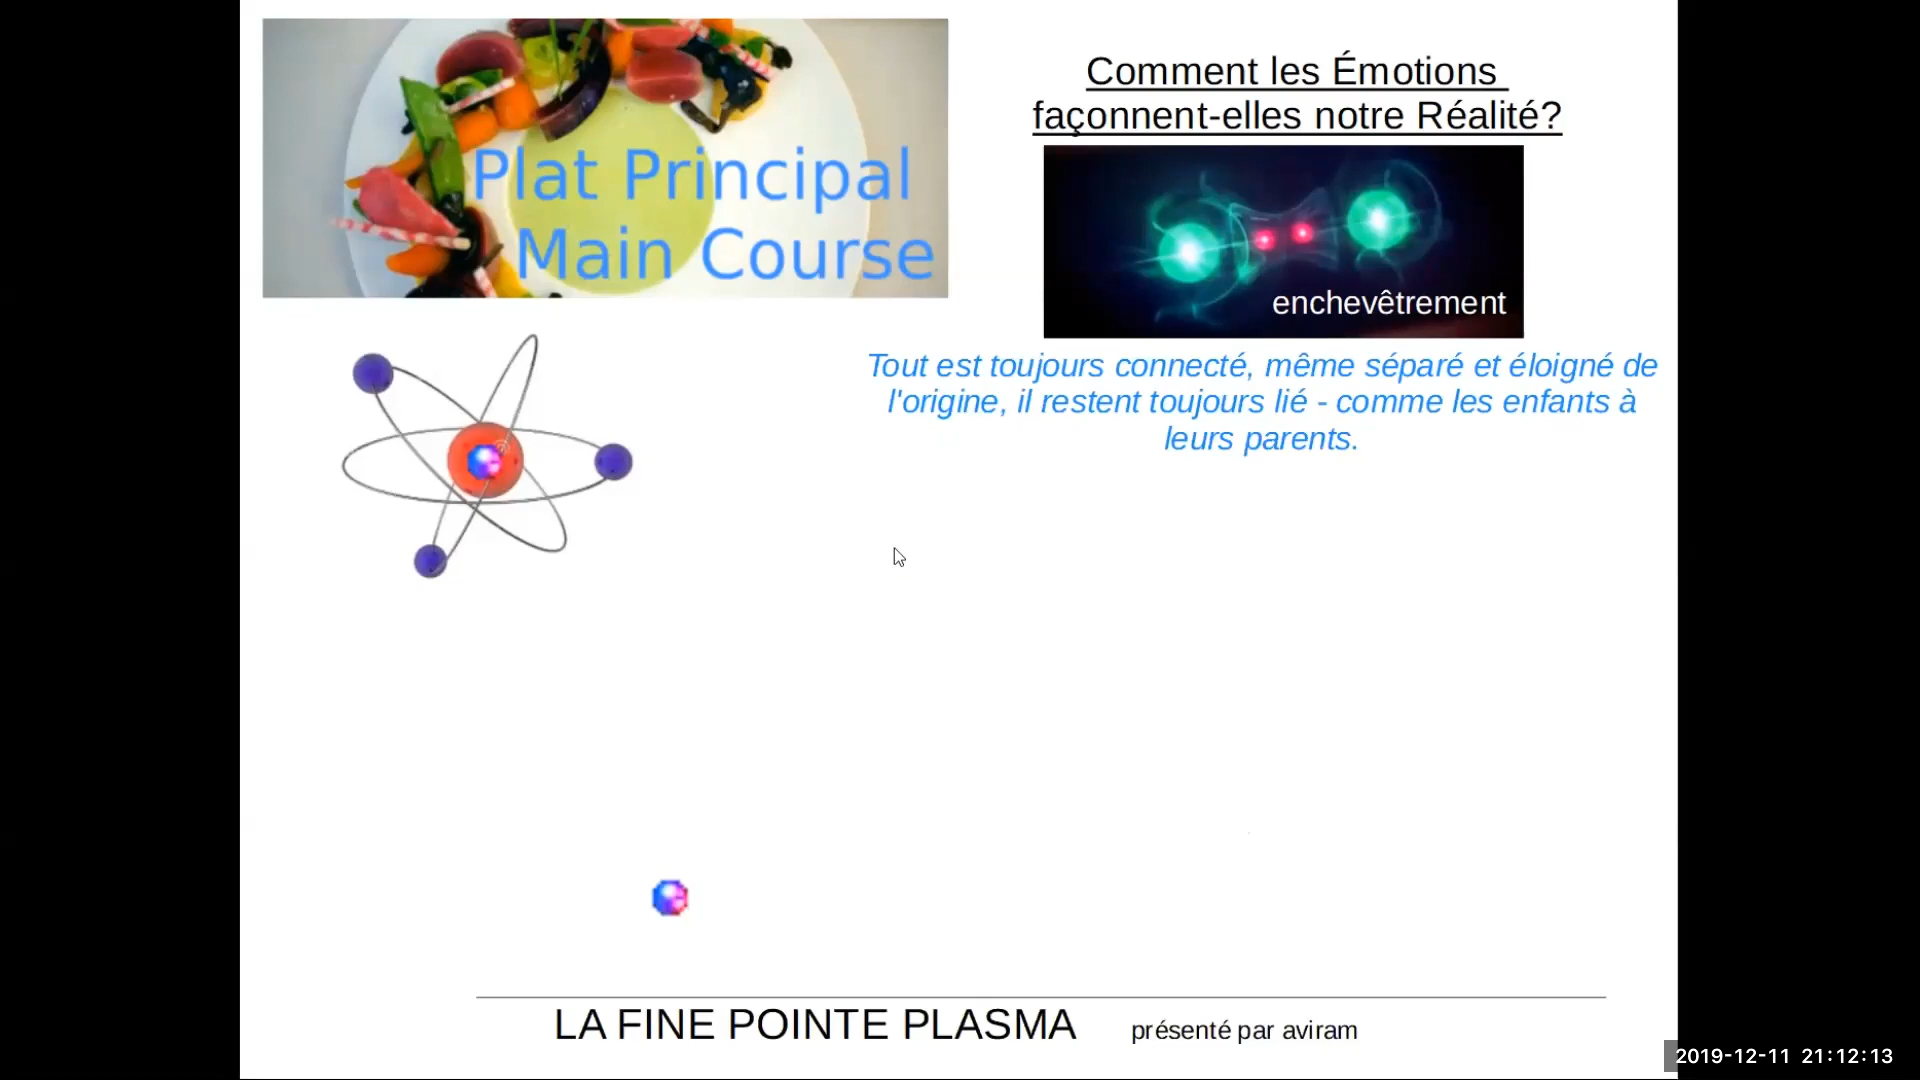 Plat Principal
Main Course
Comment les Émotions
façonnent-elles notre Réalité?
enchevêtrement
Tout est toujours connecté, même séparé et éloigné de
l'origine, il restent toujours lié - comme les enfants à
leurs parents.
LA FINE POINTE PLASMA présenté par aviram
2019-12-11 21:12:13